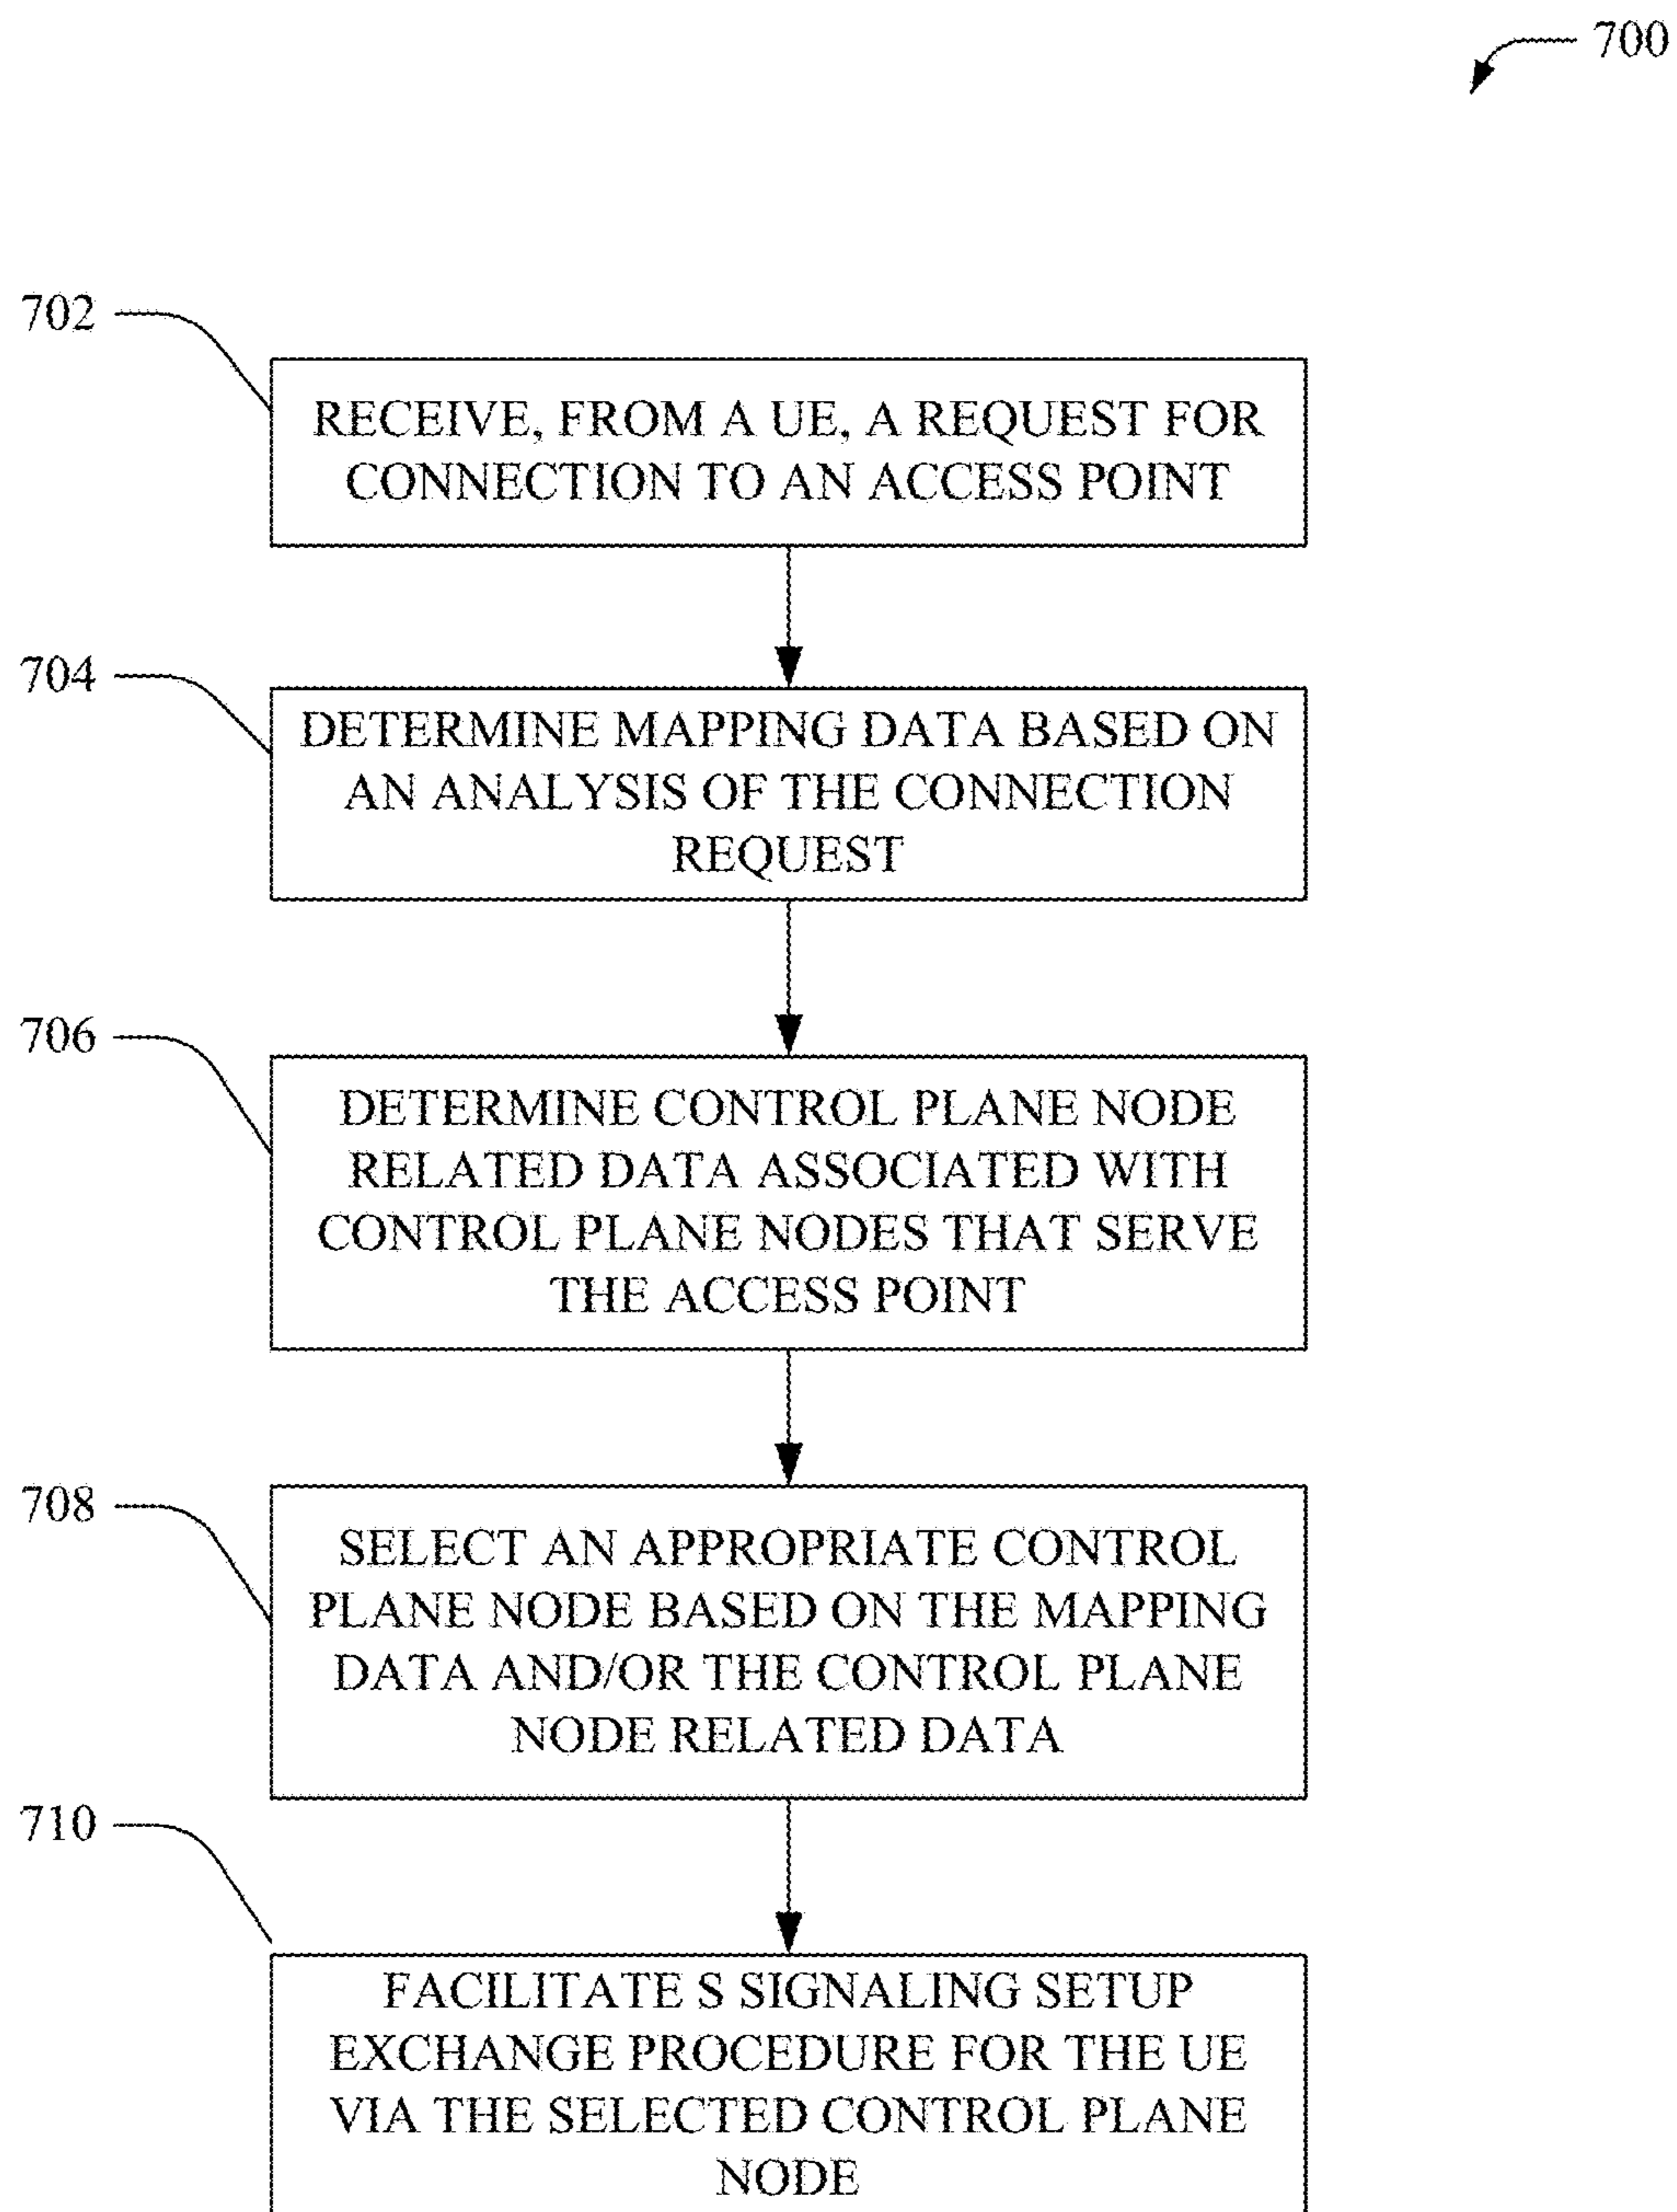 700
702
RECEIVE, FROM A UE, A REQUEST FOR
CONNECTION TO AN ACCESS POINT
704
DETERMINE MAPPING DATA BASED ON
AN ANALYSIS OF THE CONNECTION
REQUEST
706
DETERMINE CONTROL PLANE NODE
RELATED DATA ASSOCIATED WITH
CONTROL PLANE NODES THAT SERVE
THE ACCESS POINT
708
SELECT AN APPROPRIATE CONTROL
PLANE NODE BASED ON THE MAPPING
DATA AND/OR THE CONTROL PLANE
NODE RELATED DATA
710
FACILITATE S SIGNALING SETUP
EXCHANGE PROCEDURE FOR THE UE
VIA THE SELECTED CONTROL PLANE
NODE